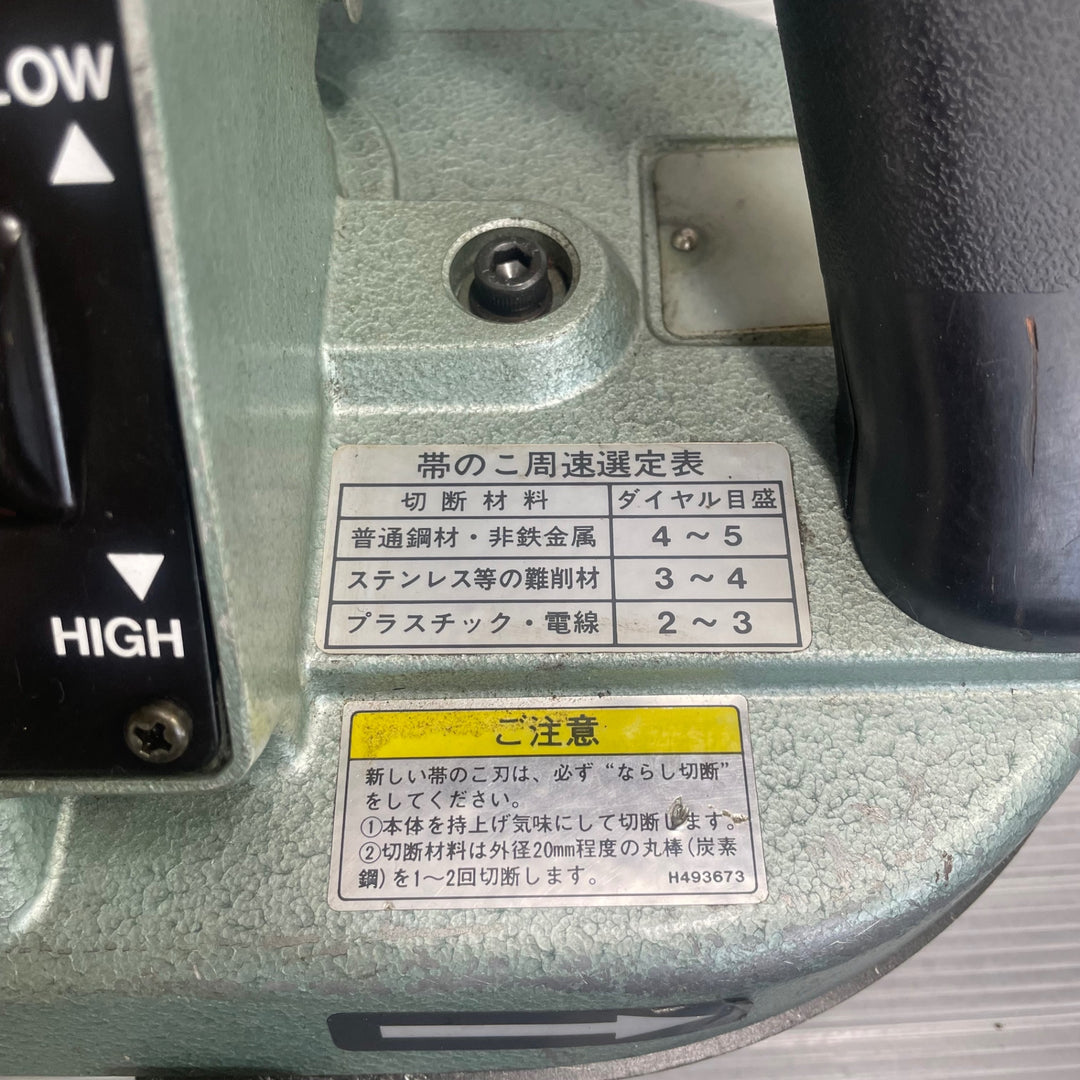 LOW
HIGH
帯のこ周速選定表
切断材料 ダイヤル目盛
普通鋼材・非鉄金属 4～5
ステンレス等の難削材 3～4
プラスチック・電線 2～3
ご注意
新しい帯のこ刃は、必ず“ならし切断”
をしてください。
①本体を持上げ気味にして切断します。
②切断材料は外径20mm程度の丸棒(炭素
鋼)を1～2回切断します。
H493673